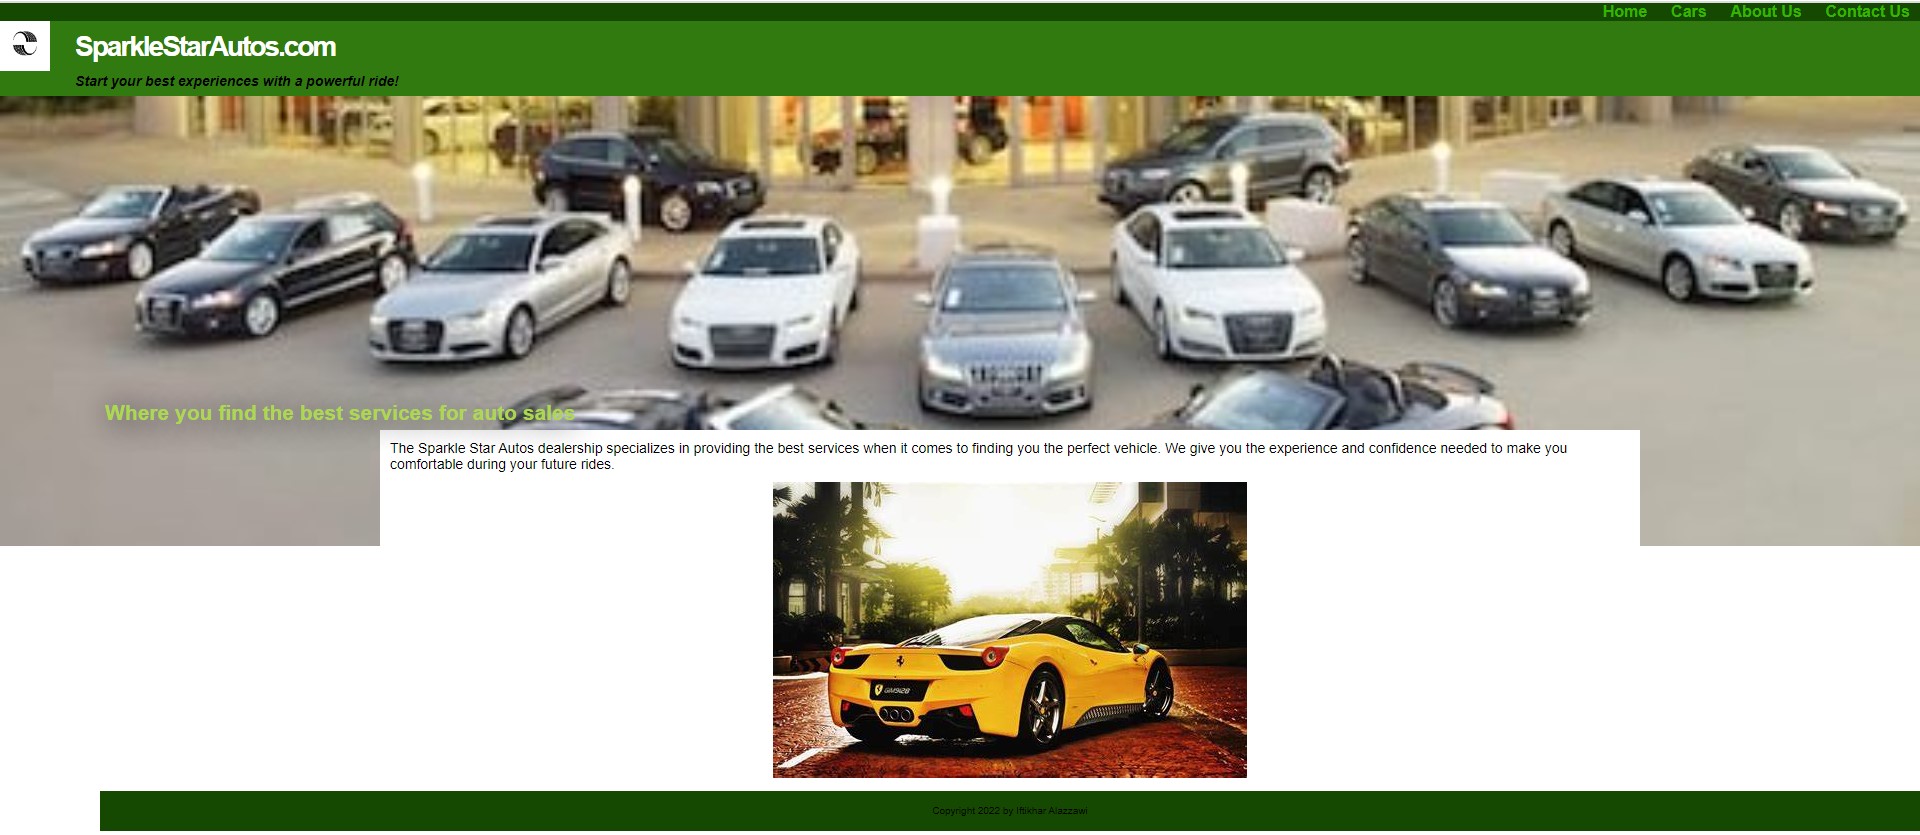 Home Cars About Us Contact Us
SparkleStarAutos.com
Start your best experiences with a powerful ride!
Where you find the best services for auto sales
The Sparkle Star Autos dealership specializes in providing the best services when it comes to finding you the perfect vehicle. We give you the experience and confidence needed to make you
comfortable during your future rides.
GIM9128
Copyright 2022 by Iftikhar Alazzawi